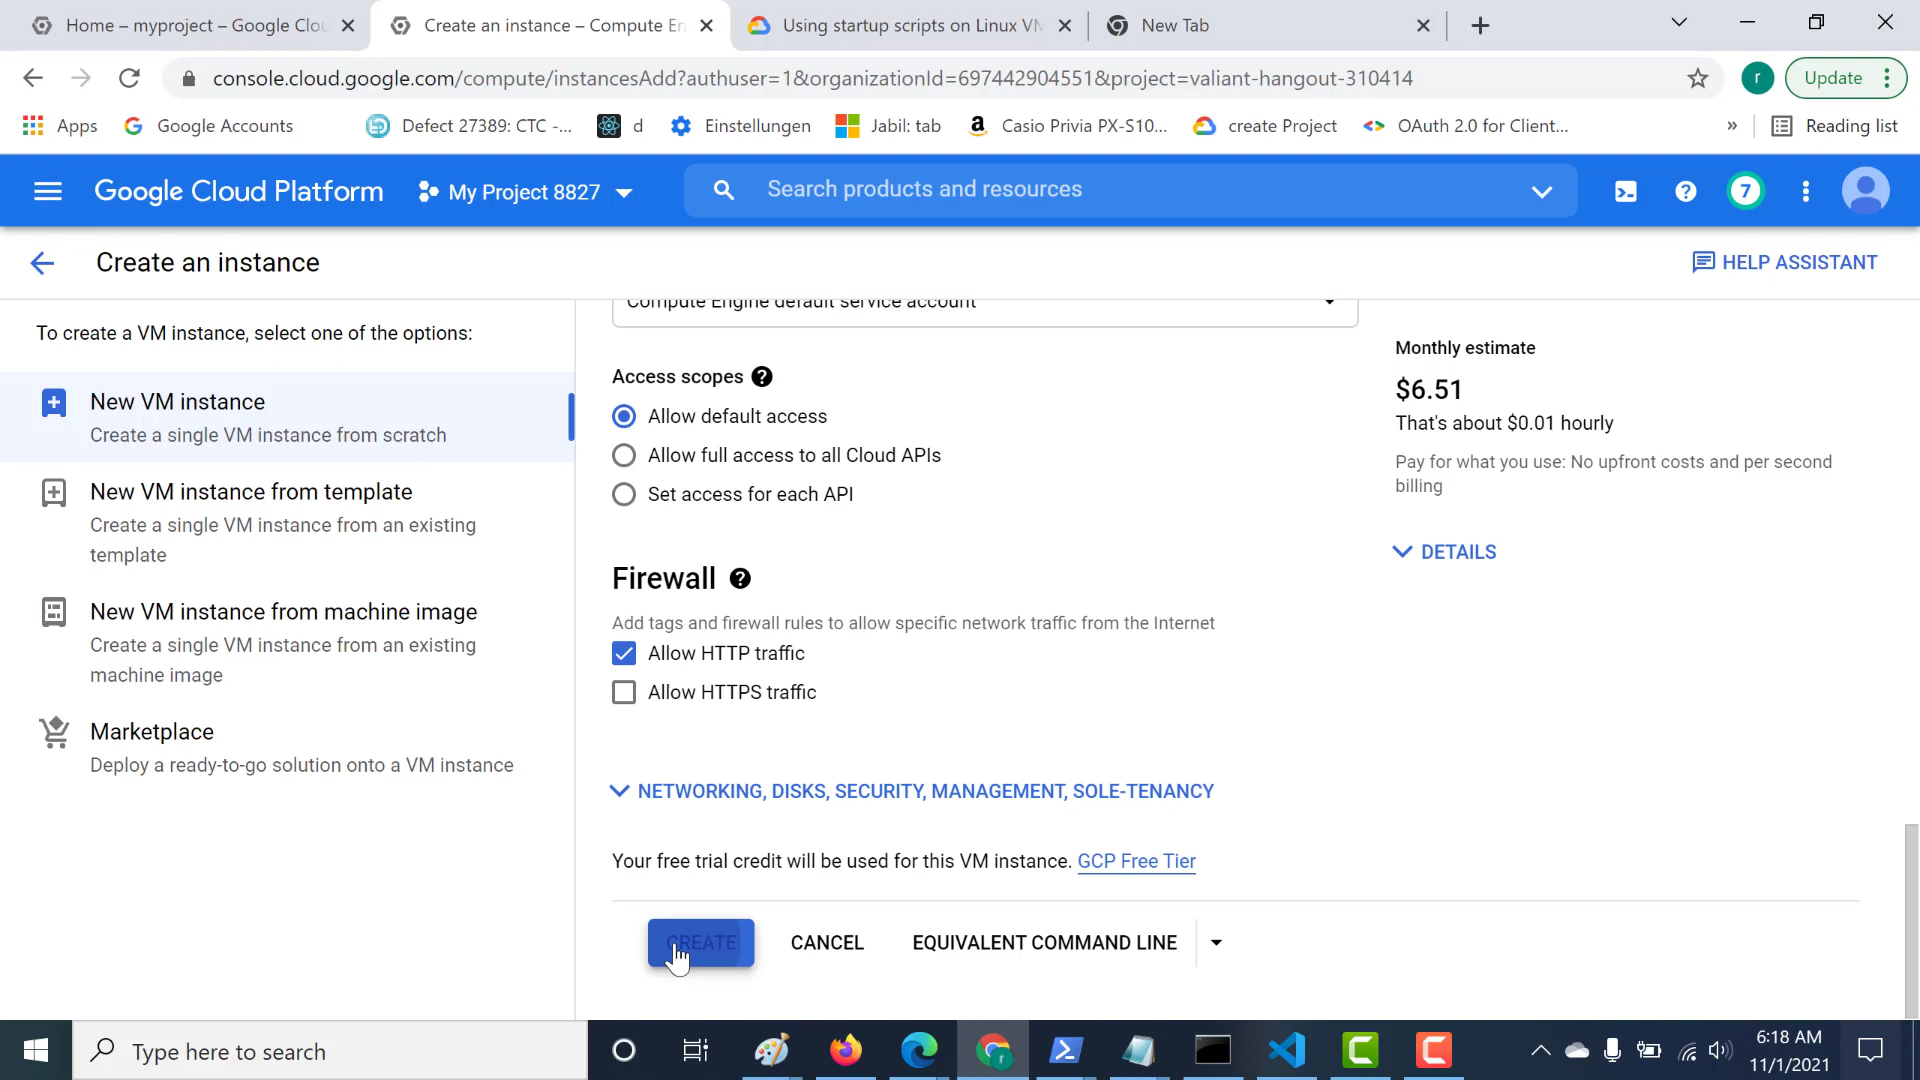 Home – myproject – Google Clou
Create an instance – Compute En
Using startup scripts on Linux VM
New Tab
console.cloud.google.com/compute/instancesAdd?authuser=1&organizationId=697442904551&project=valiant-hangout-310414
r
Update
Apps
Google Accounts
Defect 27389: CTC -...
d
Einstellungen
Jabil: tab
Casio Privia PX-S10...
create Project
OAuth 2.0 for Client...
»
Reading list
Google Cloud Platform
My Project 8827
Search products and resources
7
Create an instance
HELP ASSISTANT
To create a VM instance, select one of the options:
New VM instance
Create a single VM instance from scratch
New VM instance from template
Create a single VM instance from an existing
template
New VM instance from machine image
Create a single VM instance from an existing
machine image
Marketplace
Deploy a ready-to-go solution onto a VM instance
Compute Engine default service account
Access scopes
Allow default access
Allow full access to all Cloud APIs
Set access for each API
Firewall
Add tags and firewall rules to allow specific network traffic from the Internet
Allow HTTP traffic
Allow HTTPS traffic
NETWORKING, DISKS, SECURITY, MANAGEMENT, SOLE-TENANCY
Your free trial credit will be used for this VM instance. GCP Free Tier
CREATE
CANCEL
EQUIVALENT COMMAND LINE
Monthly estimate
$6.51
That's about $0.01 hourly
Pay for what you use: No upfront costs and per second
billing
DETAILS
Type here to search
6:18 AM
11/1/2021